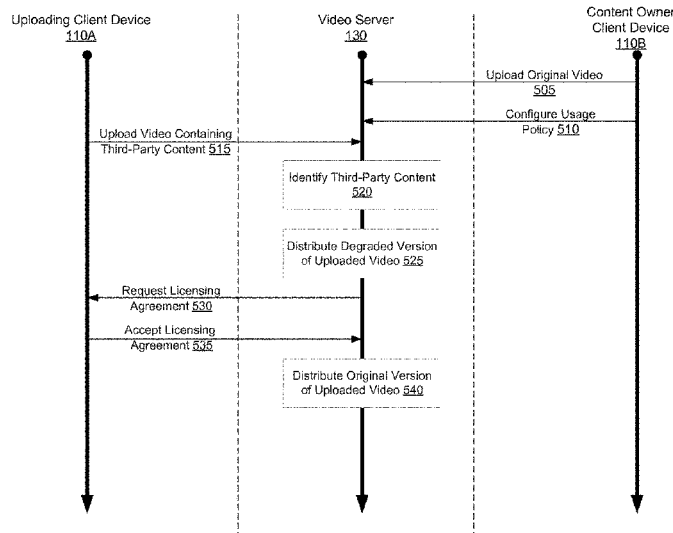 Uploading Client Device
110A
Video Server
130
Content Owner
Client Device
110B
Upload Original Video
505
Configure Usage
Policy 510
Upload Video Containing
Third-Party Content 515
Identify Third-Party Content
520
Distribute Degraded Version
of Uploaded Video 525
Request Licensing
Agreement 530
Accept Licensing
Agreement 535
Distribute Original Version
of Uploaded Video 540